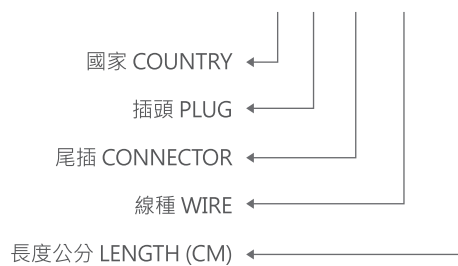 國家 COUNTRY
插頭 PLUG
尾插 CONNECTOR
線種 WIRE
長度公分 LENGTH (CM)